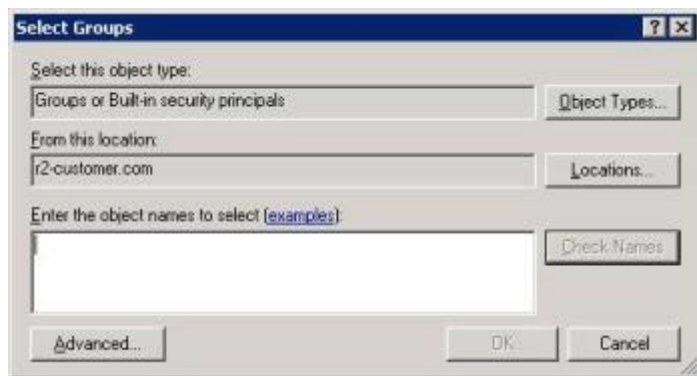 Select Groups
Select this object type:
Groups or Built-in security principals
Object Types...
From this location:
r2-customer.com
Locations...
Enter the object names to select (examples):
Check Names
Advanced...
OK
Cancel